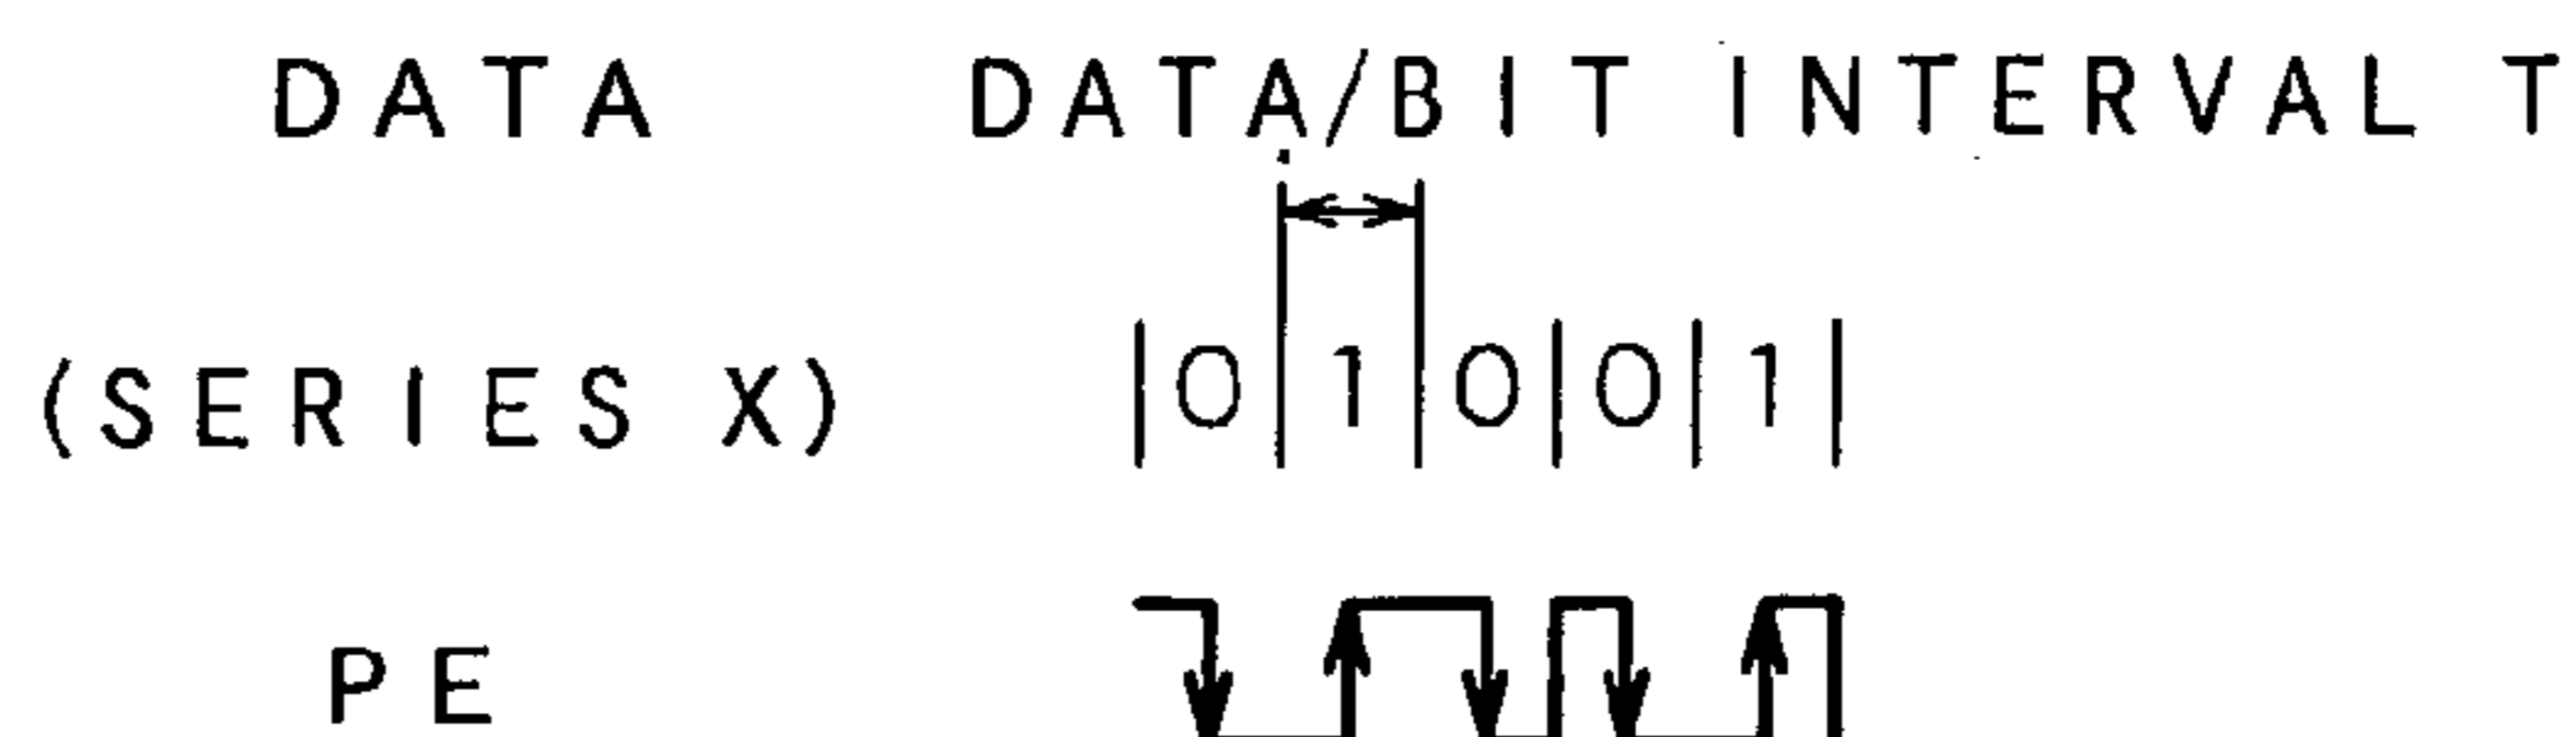 DATA DATA/BIT INTERVAL T
(SERIES X) |0|1|0|0|1|
PE